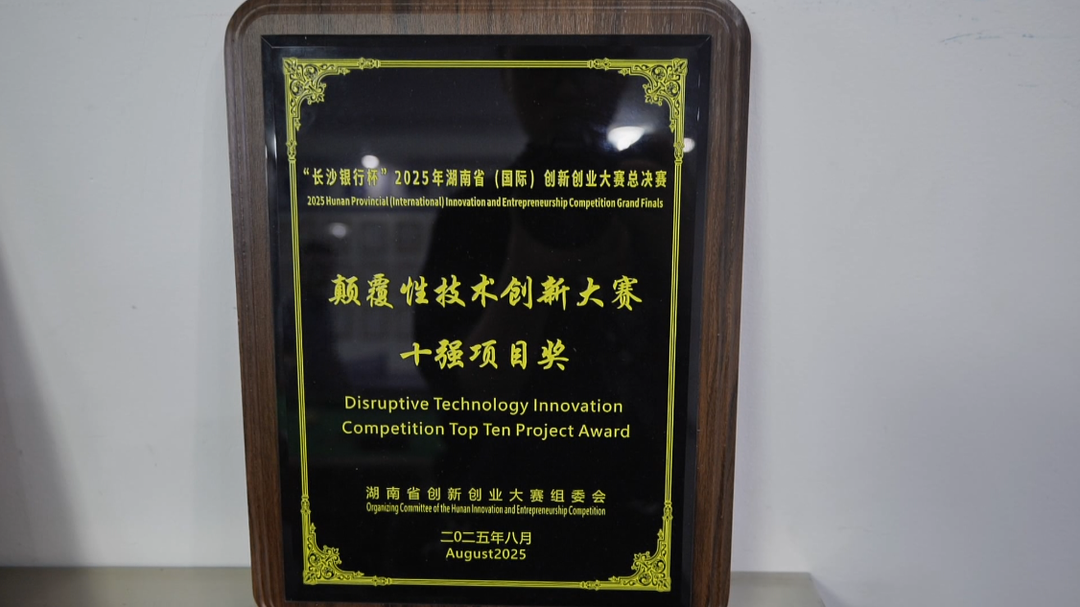 “长沙银行杯”2025年湖南省（国际）创新创业大赛总决赛
2025 Hunan Provincial (International) Innovation and Entrepreneurship Competition Grand Finals
颠覆性技术创新大赛
十强项目奖
Disruptive Technology Innovation
Competition Top Ten Project Award
湖南省创新创业大赛组委会
Organizing Committee of the Hunan Innovation and Entrepreneurship Competition
二0二五年八月
August2025